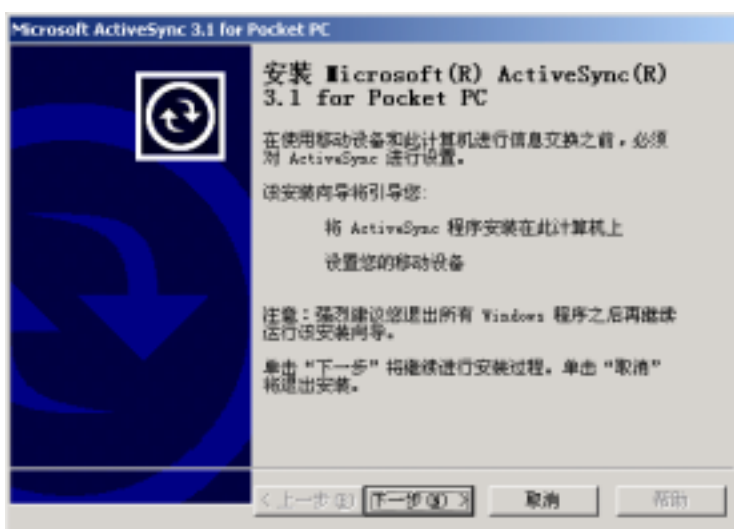 Microsoft ActiveSync 3.1 for Pocket PC
安装 Microsoft(R) ActiveSync(R)
3.1 for Pocket PC
在使用移动设备和此计算机进行信息交换之前，必须
对 ActiveSync 进行设置。
该安装向导将引导您:
将 ActiveSync 程序安装在此计算机上
设置您的移动设备
注意：强烈建议您退出所有 Windows 程序之后再继续
运行该安装向导。
单击“下一步”将继续进行安装过程。单击“取消”
将退出安装。
<上一步(B) 下一步(N) > 取消 帮助